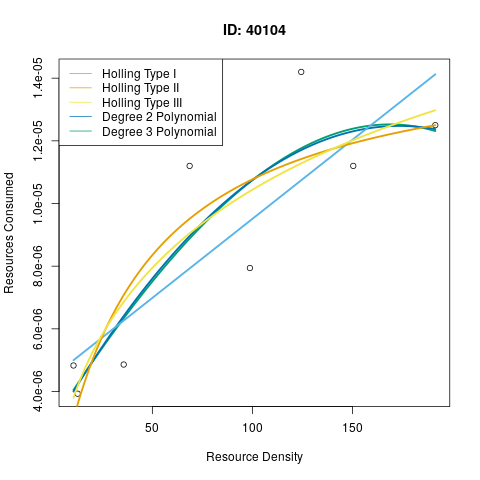 ID: 40104
Holling Type I
Holling Type II
Holling Type III
Degree 2 Polynomial
Degree 3 Polynomial
Resources Consumed
1.4e-05
1.2e-05
1.0e-05
8.0e-06
6.0e-06
4.0e-06
50
100
150
Resource Density